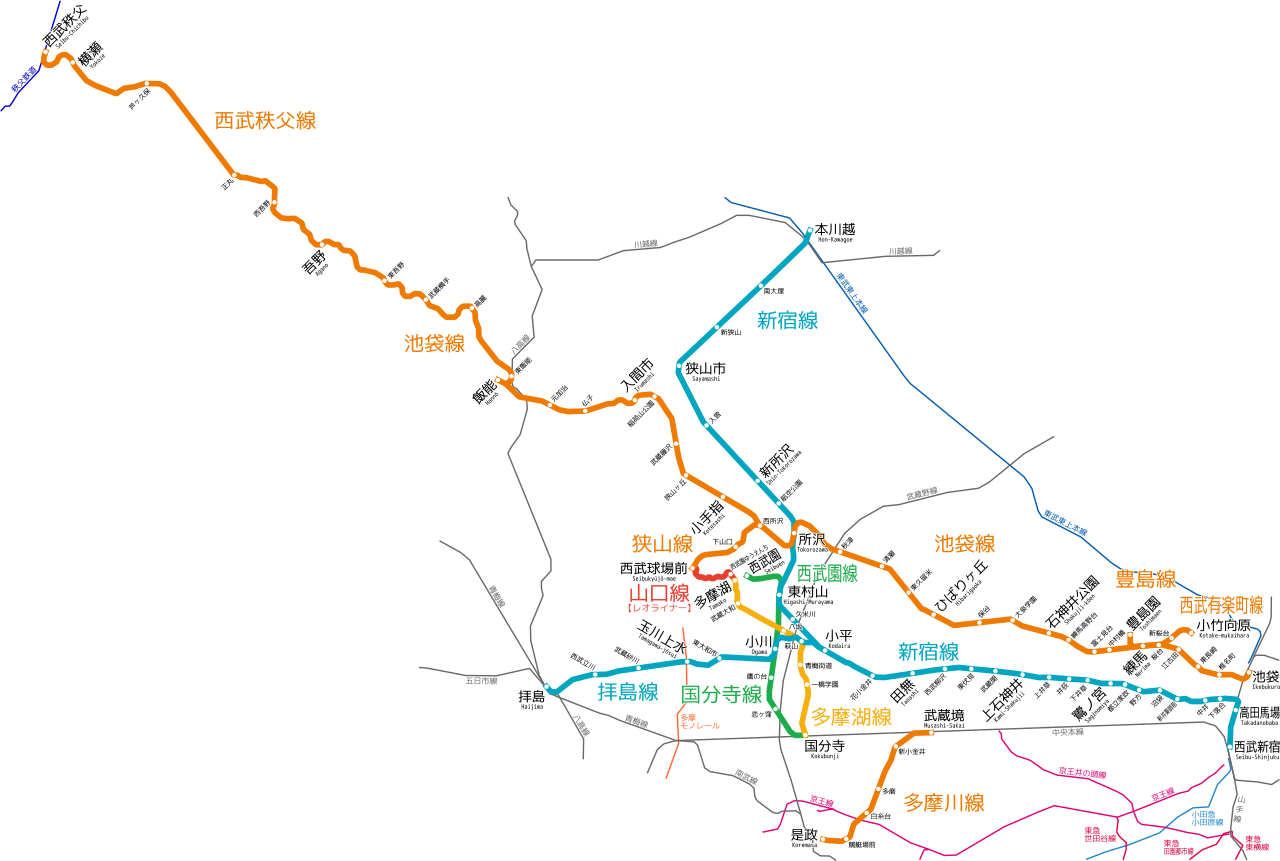 西武秩父
Seibu-Chichibu
横瀬
Yokoze
秩父鉄道
芦ヶ久保
西武秩父線
正丸
西吾野
吾野
Agano
東吾野
武蔵横手
高麗
池袋線
八高線
東飯能
飯能
Hannō
元加治
仏子
入間市
Irumashi
稲荷山公園
武蔵藤沢
狭山ヶ丘
小手指
Kotesashi
西所沢
下山口
狭山線
西武球場前
Seibukyūjō-mae
山口線
【レオライナー】
西武園ゆうえんち
西武園
Seibuen
多摩湖
Tamako
武蔵大和
川越線
本川越
Hon-Kawagoe
川越線
東武東上本線
南大塚
新宿線
新狭山
狭山市
Sayamashi
入曽
新所沢
Shin-Tokorozawa
航空公園
所沢
Tokorozawa
武蔵野線
東武東上本線
秋津
清瀬
池袋線
東久留米
ひばりヶ丘
Hibarigaoka
保谷
大泉学園
石神井公園
Shakujii-kōen
練馬高野台
富士見台
中村橋
豊島線
豊島園
Toshimaen
練馬
Nerima
新桜台
桜台
西武有楽町線
小竹向原
Kotake-mukaihara
江古田
東長崎
椎名町
池袋
Ikebukuro
西武園線
東村山
Higashi-Murayama
久米川
八坂
小川
Ogawa
萩山
小平
Kodaira
青梅街道
一橋学園
多摩湖線
鷹の台
恋ヶ窪
国分寺線
国分寺
Kokubunji
玉川上水
Tamagawa-jōsui
東大和市
武蔵砂川
西武立川
拝島線
拝島
Haijima
青梅線
五日市線
八高線
青梅線
多摩
モノレール
南武線
新宿線
花小金井
田無
Tanashi
西武柳沢
東伏見
武蔵関
上石神井
Kami-Shakujii
上井草
井荻
下井草
鷺ノ宮
Saginomiya
都立家政
野方
沼袋
新井薬師前
中井
下落合
高田馬場
Takadanobaba
西武新宿
Seibu-Shinjuku
武蔵境
Musashi-Sakai
中央本線
新小金井
多磨
多摩川線
白糸台
競艇場前
是政
Koremasa
京王線
京王井の頭線
京王線
小田急
小田原線
山手線
東急
世田谷線
東急
田園都市線
東急
東横線